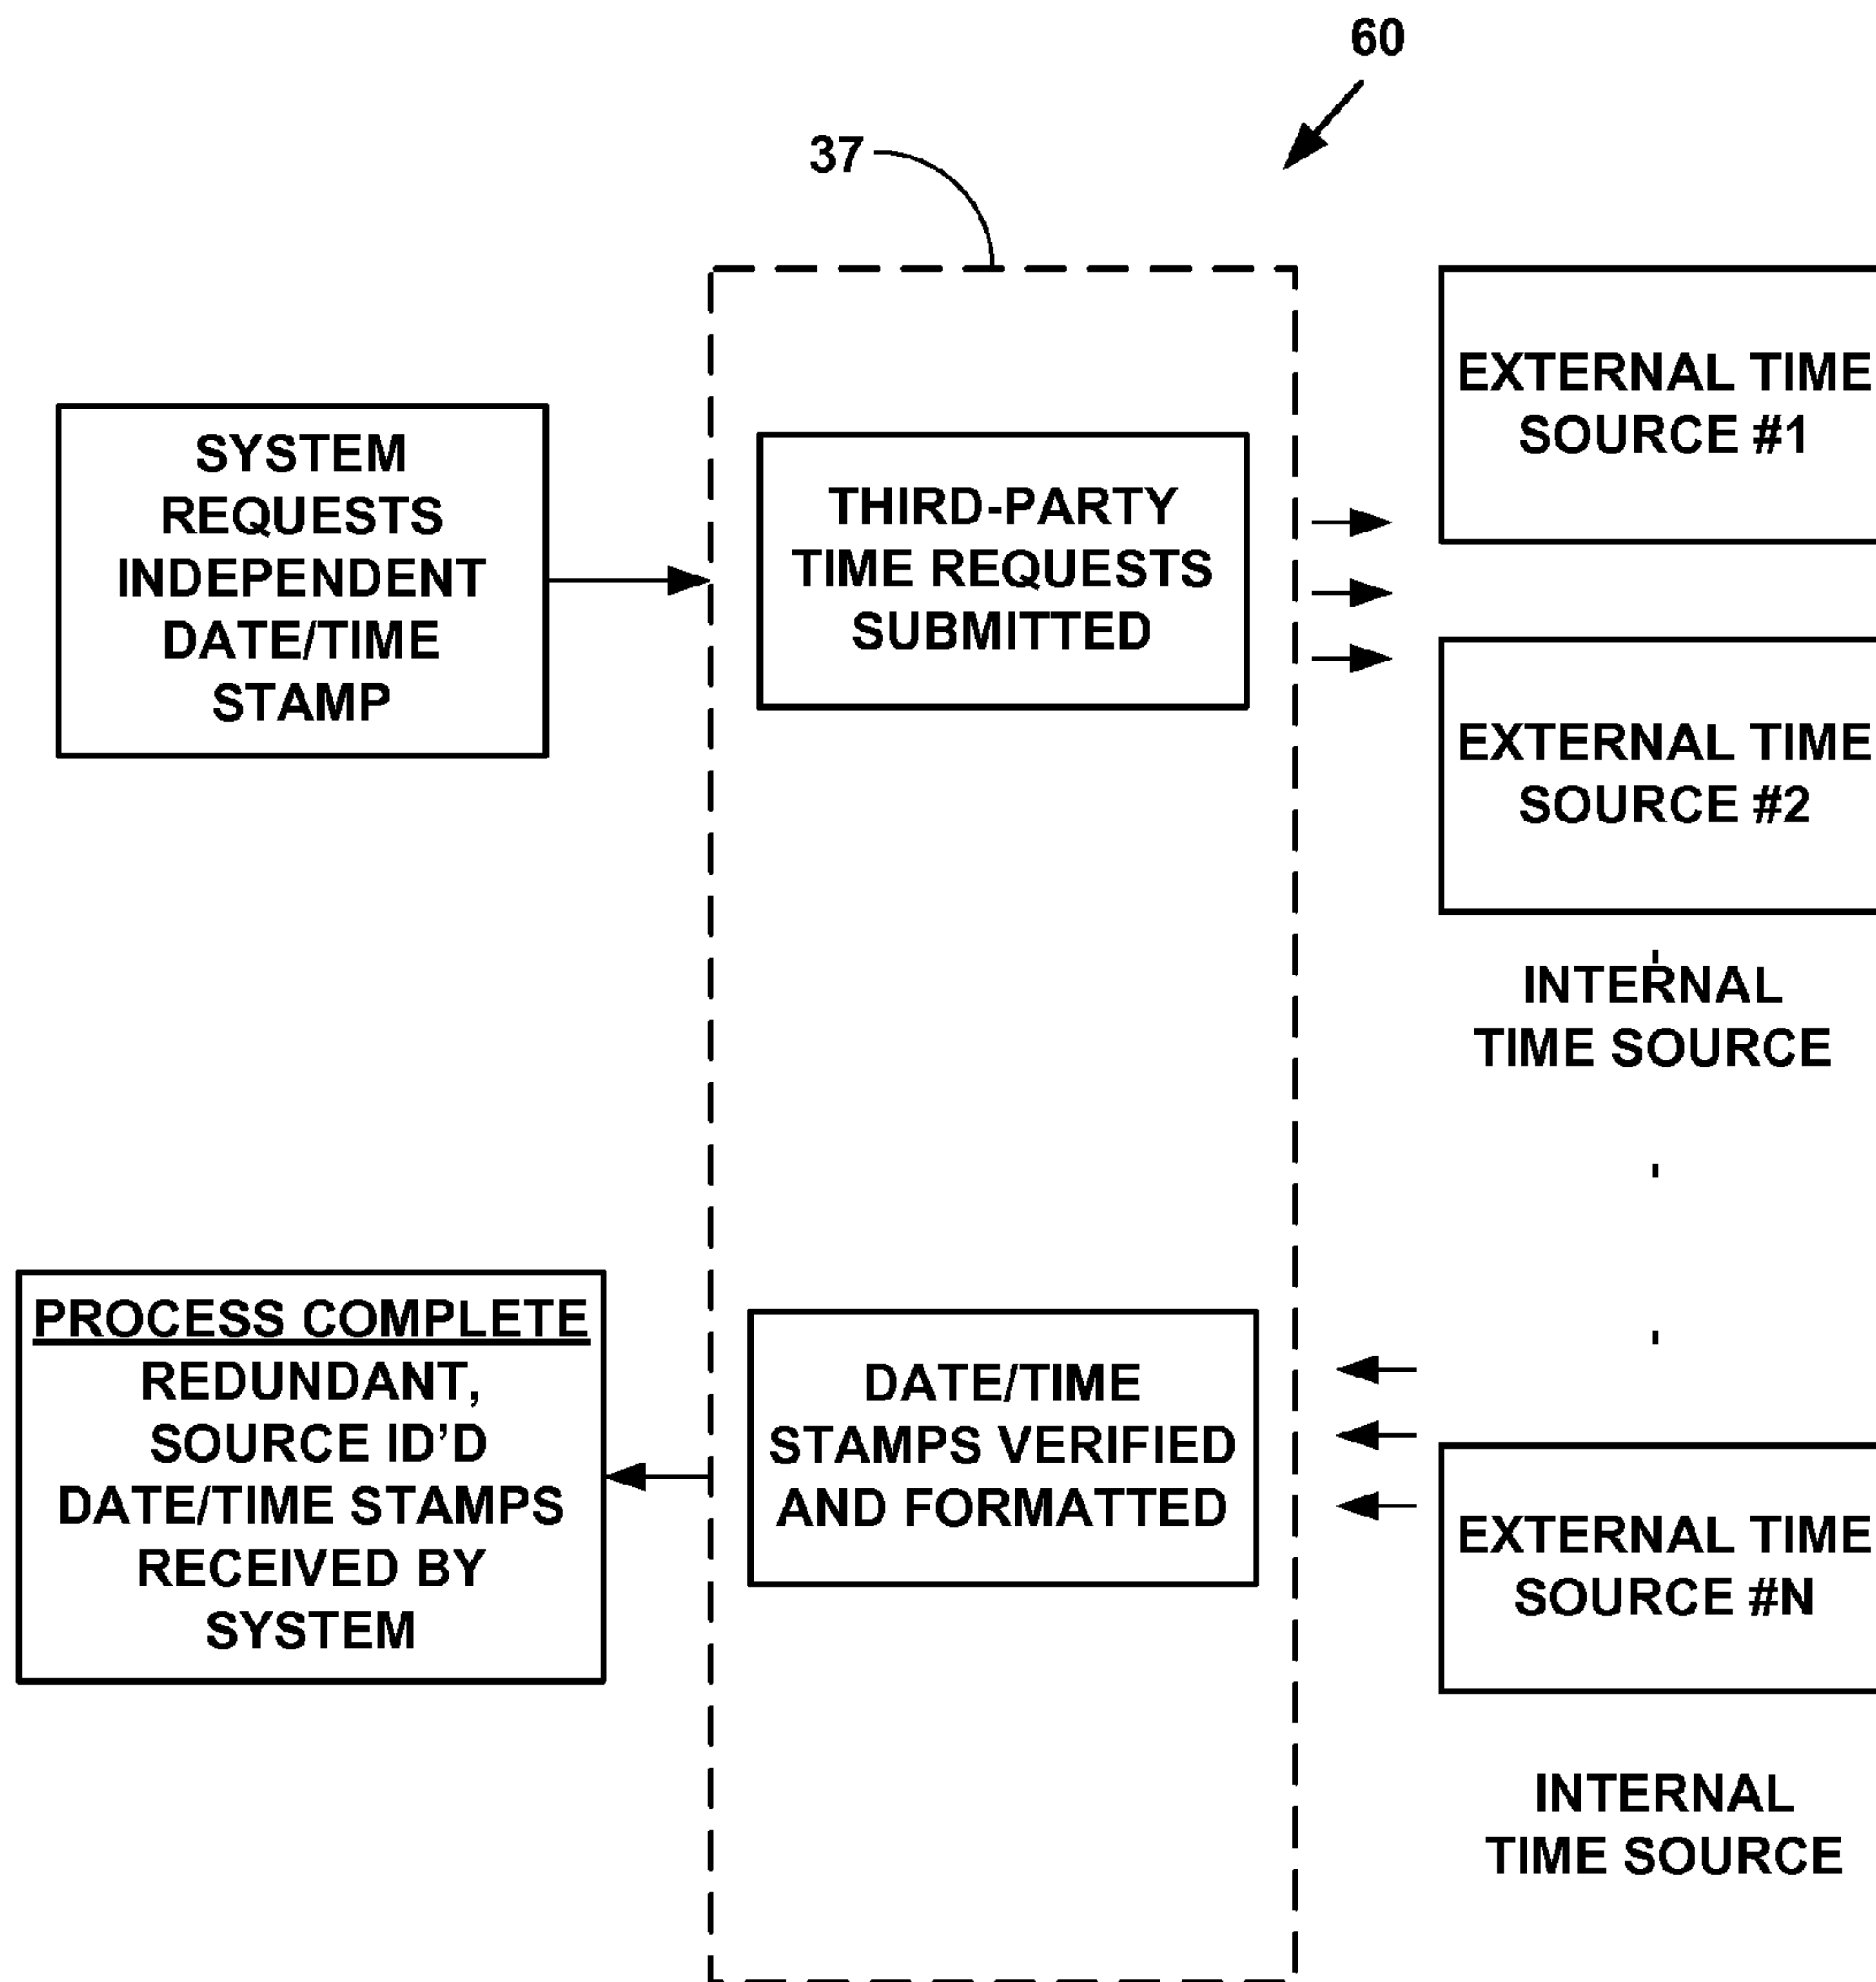 60
37
SYSTEM
REQUESTS
INDEPENDENT
DATE/TIME
STAMP
THIRD-PARTY
TIME REQUESTS
SUBMITTED
EXTERNAL TIME
SOURCE #1
EXTERNAL TIME
SOURCE #2
INTERNAL
TIME SOURCE
PROCESS COMPLETE
REDUNDANT,
SOURCE ID’D
DATE/TIME STAMPS
RECEIVED BY
SYSTEM
DATE/TIME
STAMPS VERIFIED
AND FORMATTED
EXTERNAL TIME
SOURCE #N
INTERNAL
TIME SOURCE